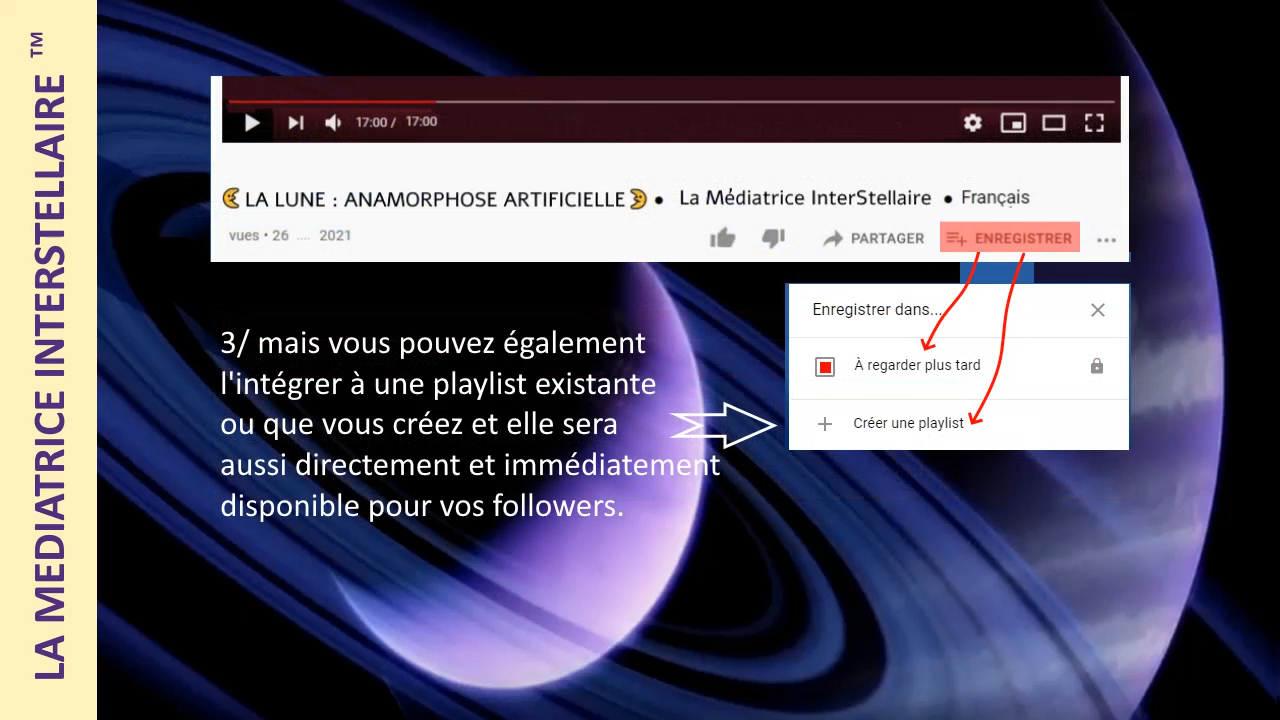 LA MEDIATRICE INTERSTELLAIRE ™
17:00 / 17:00
LA LUNE : ANAMORPHOSE ARTIFICIELLE ● La Médiatrice InterStellaire ● Français
vues • 26 .... 2021
PARTAGER ENREGISTRER
Enregistrer dans...
À regarder plus tard
Créer une playlist
3/ mais vous pouvez également
l'intégrer à une playlist existante
ou que vous créez et elle sera
aussi directement et immédiatement
disponible pour vos followers.